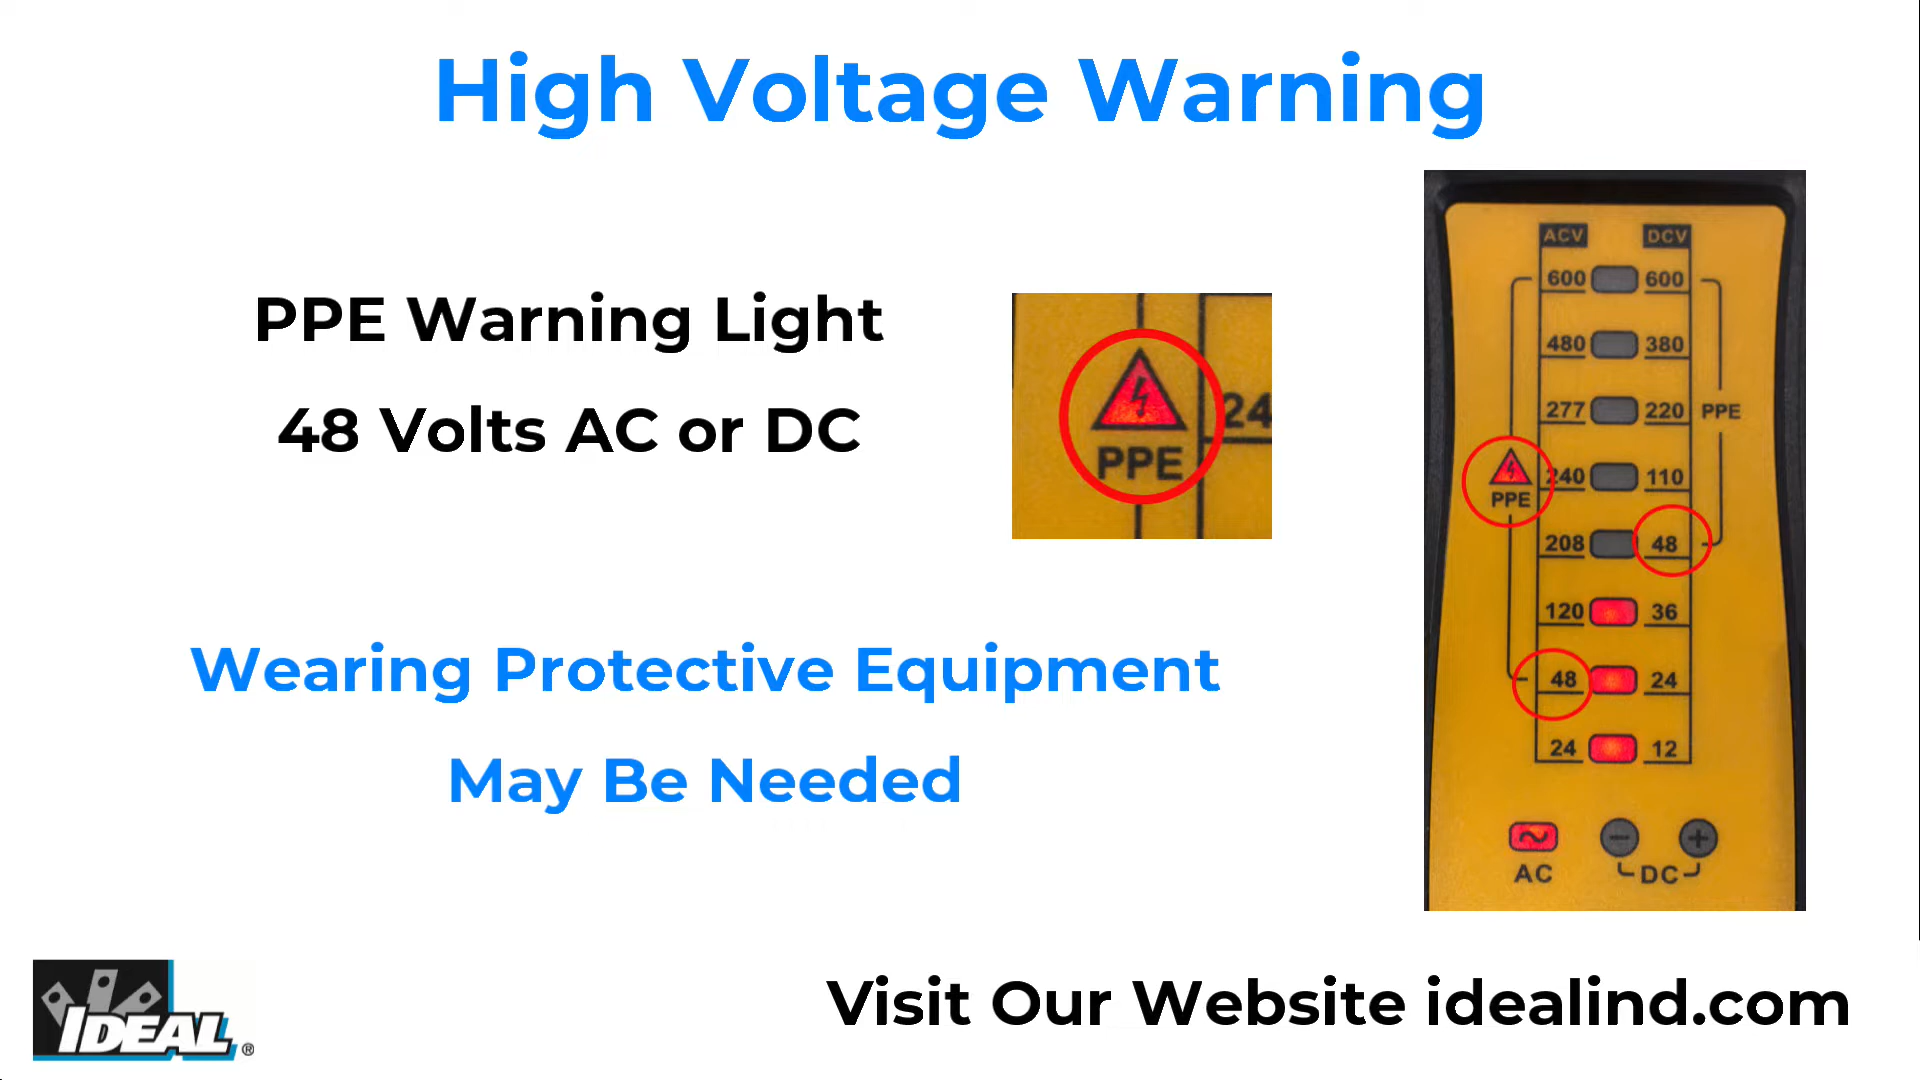 High Voltage Warning
PPE Warning Light
48 Volts AC or DC
24
PPE
Wearing Protective Equipment
May Be Needed
ACV DCV
600 600
480 380
277 220 PPE
240 110
PPE
208 48
120 36
48 24
24 12
AC - DC +
IDEAL®
Visit Our Website idealind.com